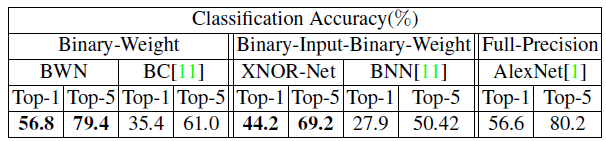 Classification Accuracy(%)
Binary-Weight Binary-Input-Binary-Weight Full-Precision
BWN BC[11] XNOR-Net BNN[11] AlexNet[1]
Top-1 Top-5 Top-1 Top-5 Top-1 Top-5 Top-1 Top-5 Top-1 Top-5
56.8 79.4 35.4 61.0 44.2 69.2 27.9 50.42 56.6 80.2